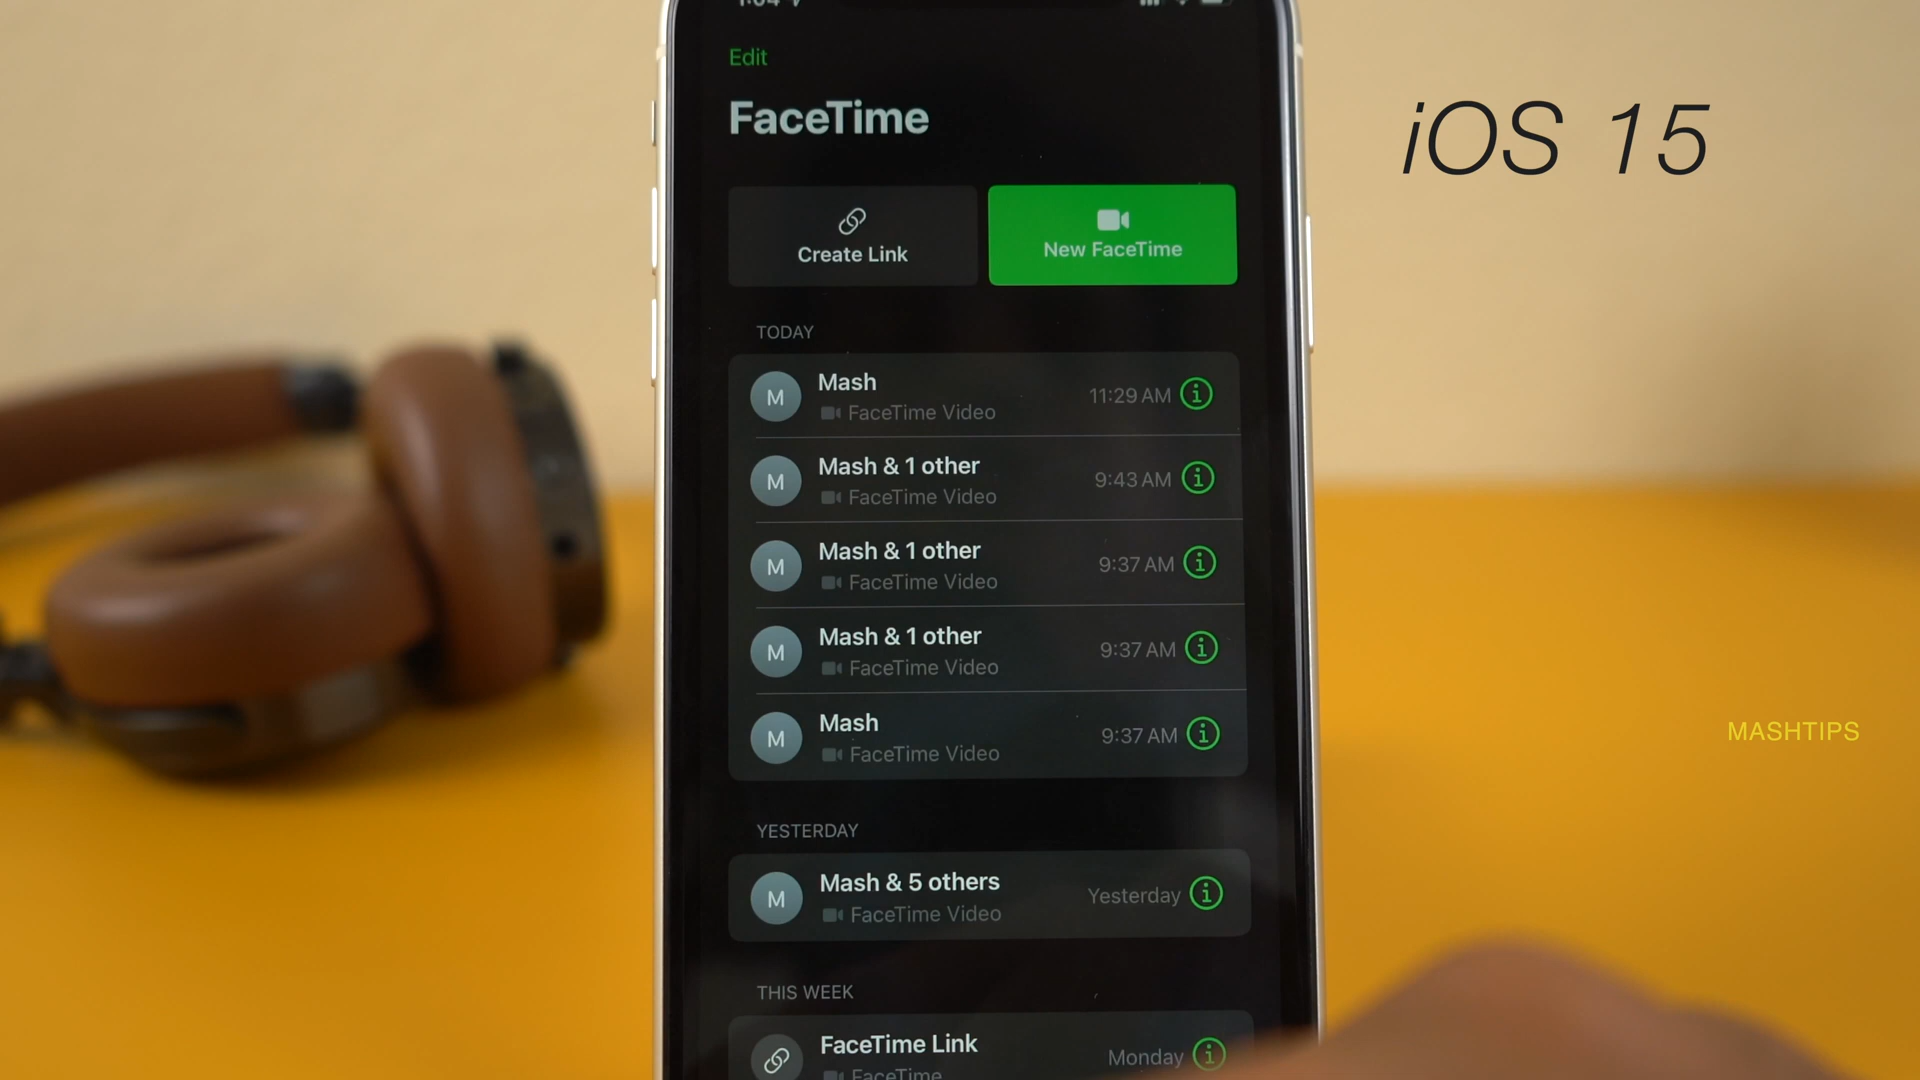 Edit
FaceTime
iOS 15
Create Link
New FaceTime
TODAY
M
Mash
FaceTime Video
11:29 AM
M
Mash & 1 other
FaceTime Video
9:43 AM
M
Mash & 1 other
FaceTime Video
9:37 AM
M
Mash & 1 other
FaceTime Video
9:37 AM
M
Mash
FaceTime Video
9:37 AM
MASHTIPS
YESTERDAY
M
Mash & 5 others
FaceTime Video
Yesterday
THIS WEEK
FaceTime Link
Monday
FaceTime